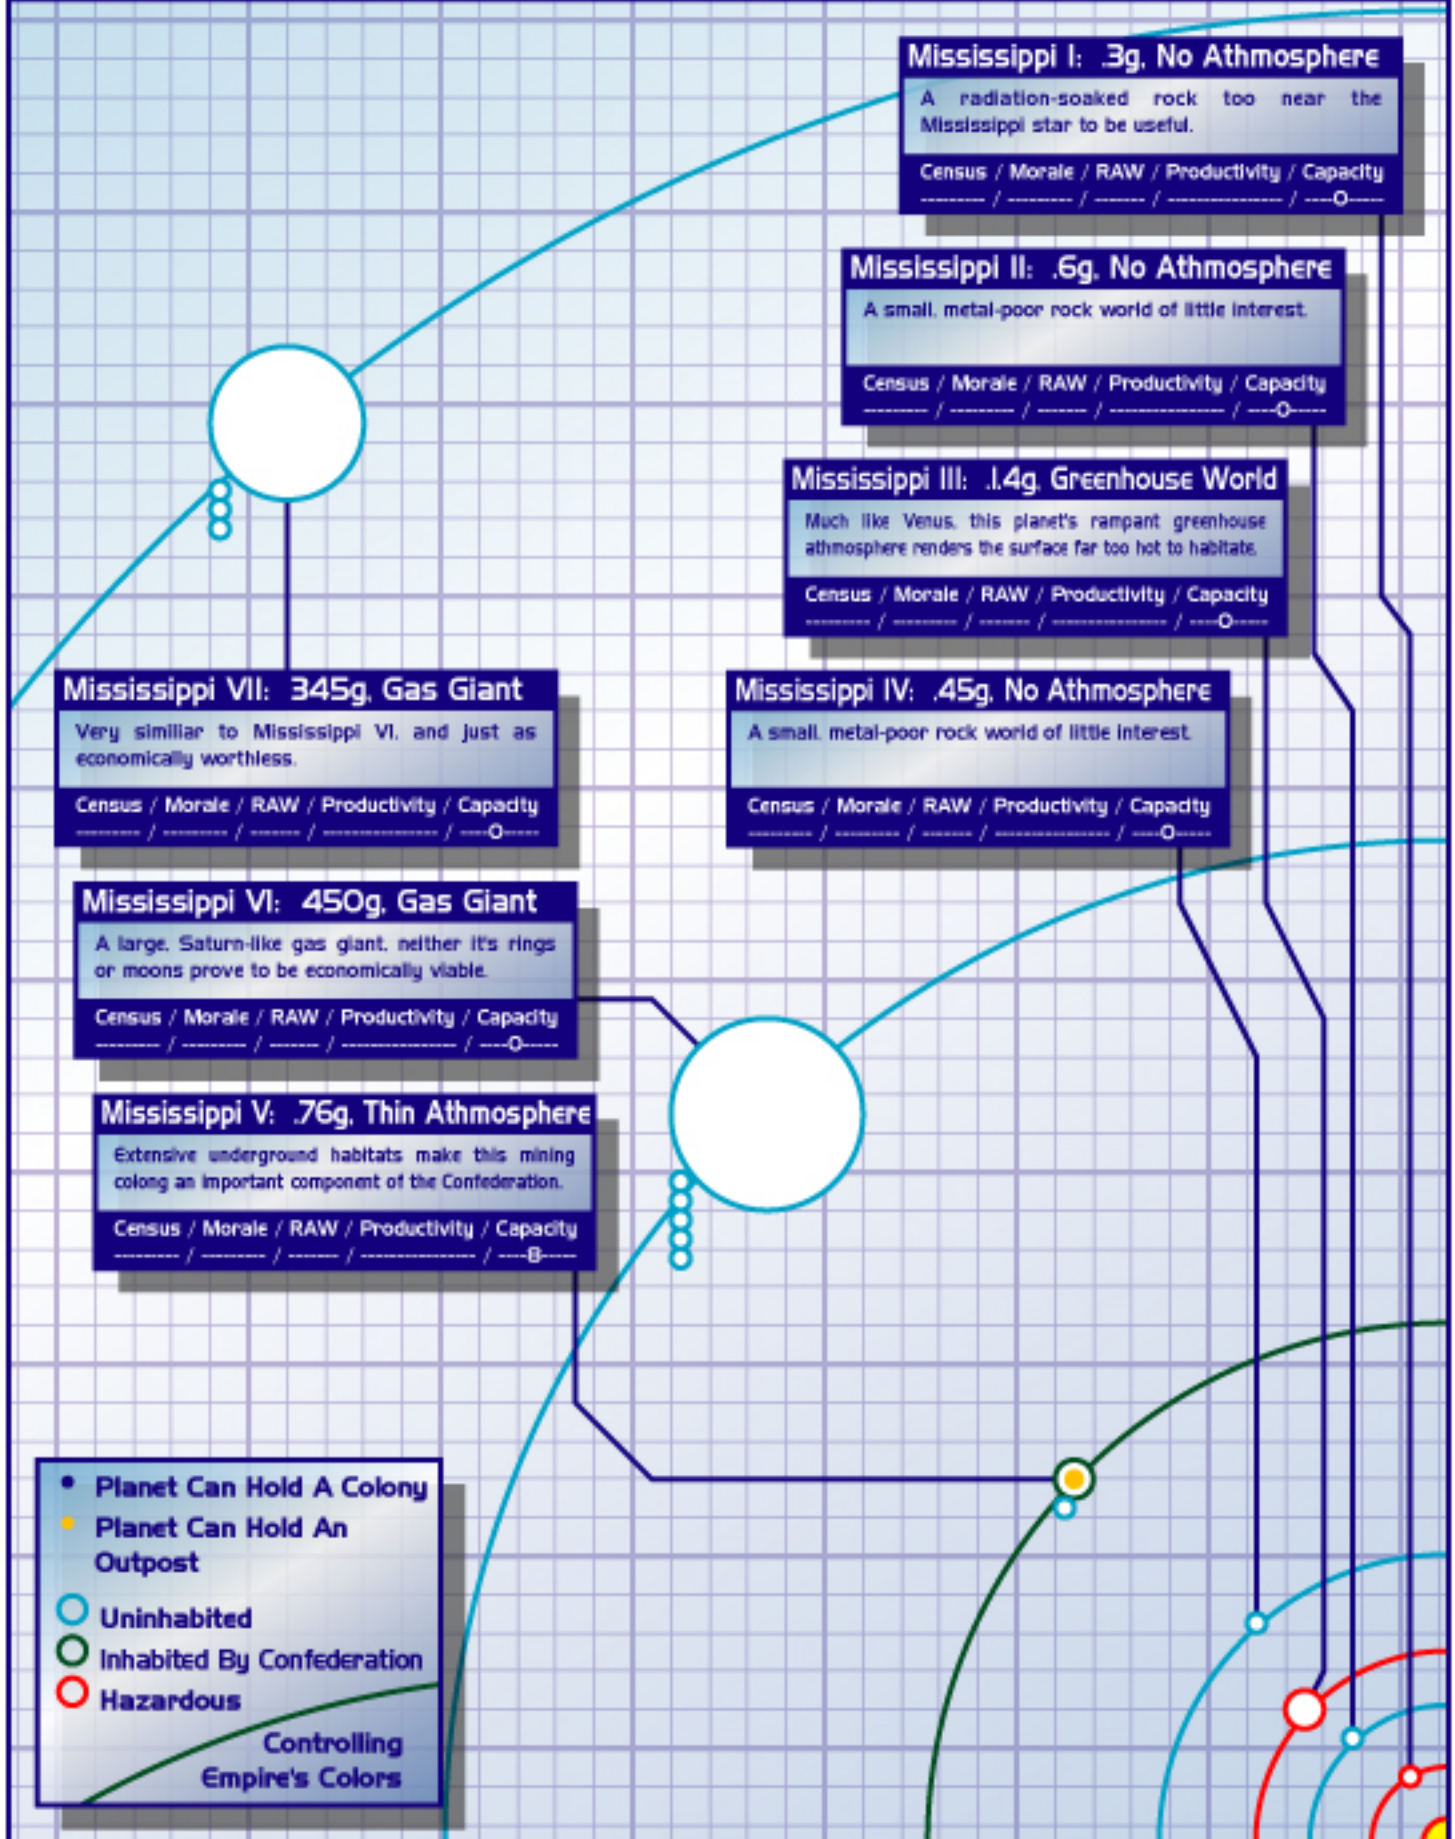 Mississippi I: .3g, No Athmosphere
A radiation-soaked rock too near the
Mississippi star to be useful.
Census / Morale / RAW / Productivity / Capacity
--------- / --------- / ------- / ---------------- / ----0-----
Mississippi II: .6g, No Athmosphere
A small, metal-poor rock world of little interest.
Census / Morale / RAW / Productivity / Capacity
--------- / --------- / ------- / ---------------- / ----0-----
Mississippi III: .1.4g, Greenhouse World
Much like Venus, this planet's rampant greenhouse
athmosphere renders the surface far too hot to habitate.
Census / Morale / RAW / Productivity / Capacity
--------- / --------- / ------- / ---------------- / ----0-----
Mississippi IV: .45g, No Athmosphere
A small, metal-poor rock world of little interest.
Census / Morale / RAW / Productivity / Capacity
--------- / --------- / ------- / ---------------- / ----0-----
Mississippi VII: 345g, Gas Giant
Very similiar to Mississippi VI, and just as
economically worthless.
Census / Morale / RAW / Productivity / Capacity
--------- / --------- / ------- / ---------------- / ----0-----
Mississippi VI: 450g, Gas Giant
A large, Saturn-like gas giant, neither it's rings
or moons prove to be economically viable.
Census / Morale / RAW / Productivity / Capacity
--------- / --------- / ------- / ---------------- / ----0-----
Mississippi V: .76g, Thin Athmosphere
Extensive underground habitats make this mining
colong an important component of the Confederation.
Census / Morale / RAW / Productivity / Capacity
--------- / --------- / ------- / ---------------- / ----8-----
Planet Can Hold A Colony
Planet Can Hold An
Outpost
Uninhabited
Inhabited By Confederation
Hazardous
Controlling
Empire's Colors